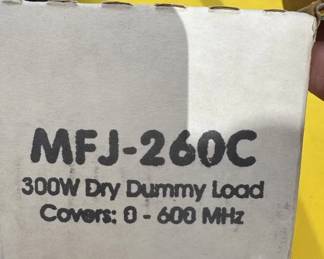 MFJ-260C
300W Dry Dummy Load
Covers: 0 - 600 MHz